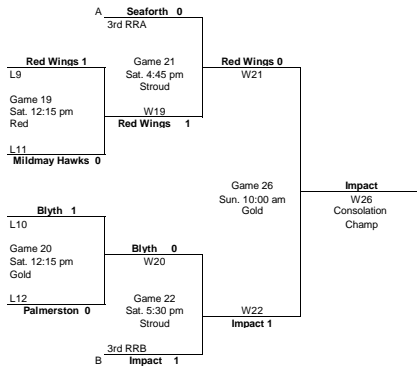 A Seaforth 0
3rd RRA
Red Wings 1
L9
Game 21
Sat. 4:45 pm
Stroud
Red Wings 0
W21
Game 19
Sat. 12:15 pm
Red
W19
Red Wings 1
L11
Mildmay Hawks 0
Game 26
Sun. 10:00 am
Gold
Impact
W26
Consolation
Champ
Blyth 1
L10
Game 20
Sat. 12:15 pm
Gold
Blyth 0
W20
L12
Palmerston 0
Game 22
Sat. 5:30 pm
Stroud
W22
Impact 1
3rd RRB
B Impact 1